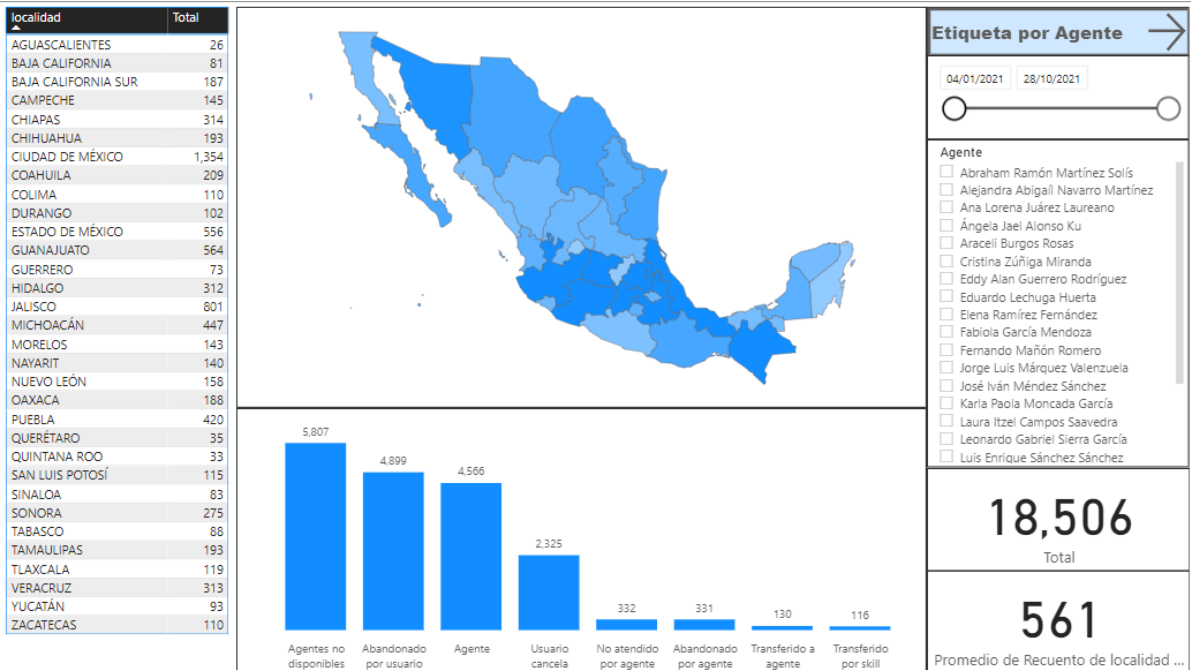 localidad Total
AGUASCALIENTES 26
BAJA CALIFORNIA 81
BAJA CALIFORNIA SUR 187
CAMPECHE 145
CHIAPAS 314
CHIHUAHUA 193
CIUDAD DE MÉXICO 1,354
COAHUILA 209
COLIMA 110
DURANGO 102
ESTADO DE MÉXICO 556
GUANAJUATO 564
GUERRERO 73
HIDALGO 312
JALISCO 801
MICHOACÁN 447
MORELOS 143
NAYARIT 140
NUEVO LEÓN 158
OAXACA 188
PUEBLA 420
QUERÉTARO 35
QUINTANA ROO 33
SAN LUIS POTOSÍ 115
SINALOA 83
SONORA 275
TABASCO 88
TAMAULIPAS 193
TLAXCALA 119
VERACRUZ 313
YUCATÁN 93
ZACATECAS 110
5,807
4,899
4,566
2,325
332
331
130
116
Agentes no
disponibles
Abandonado
por usuario
Agente
Usuario
cancela
No atendido
por agente
Abandonado
por agente
Transferido a
agente
Transferido
por skill
Etiqueta por Agente
04/01/2021 28/10/2021
Agente
Abraham Ramón Martínez Solís
Alejandra Abigaíl Navarro Martínez
Ana Lorena Juárez Laureano
Ángela Jael Alonso Ku
Araceli Burgos Rosas
Cristina Zúñiga Miranda
Eddy Alan Guerrero Rodríguez
Eduardo Lechuga Huerta
Elena Ramírez Fernández
Fabiola García Mendoza
Fernando Mañón Romero
Jorge Luis Márquez Valenzuela
José Iván Méndez Sánchez
Karla Paola Moncada García
Laura Itzel Campos Saavedra
Leonardo Gabriel Sierra García
Luis Enrique Sánchez Sánchez
18,506
Total
561
Promedio de Recuento de localidad ...